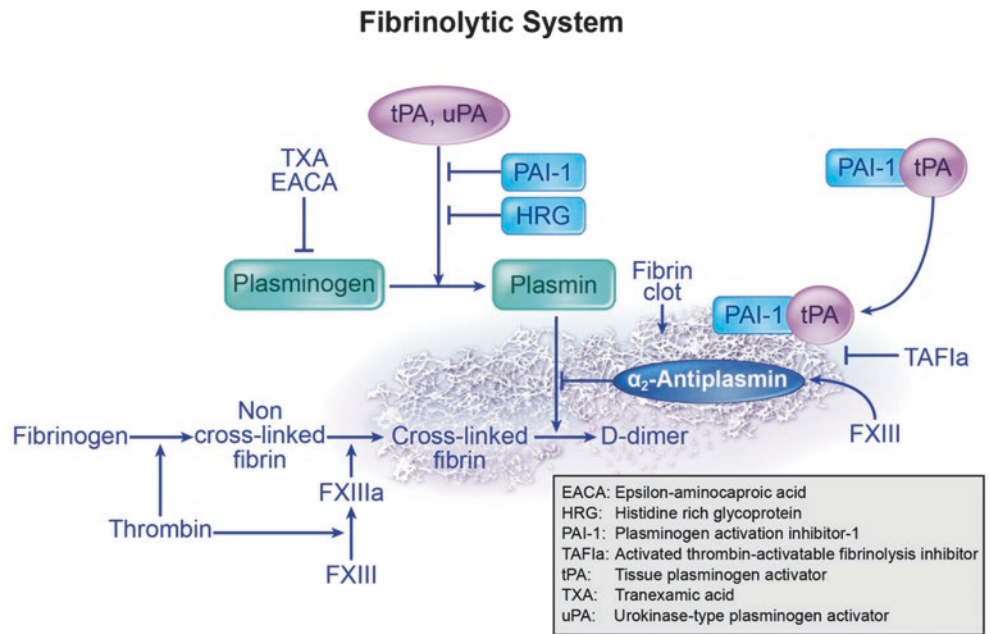 Fibrinolytic System
tPA, uPA
TXA
EACA
PAI-1
HRG
PAI-1
tPA
Plasminogen
Plasmin
Fibrin
clot
PAI-1
tPA
TAFIa
α₂-Antiplasmin
FXIII
Fibrinogen
Non
cross-linked
fibrin
Cross-linked
fibrin
D-dimer
FXIIIa
Thrombin
FXIII
EACA: Epsilon-aminocaproic acid
HRG: Histidine rich glycoprotein
PAI-1: Plasminogen activation inhibitor-1
TAFIa: Activated thrombin-activatable fibrinolysis inhibitor
tPA: Tissue plasminogen activator
TXA: Tranexamic acid
uPA: Urokinase-type plasminogen activator